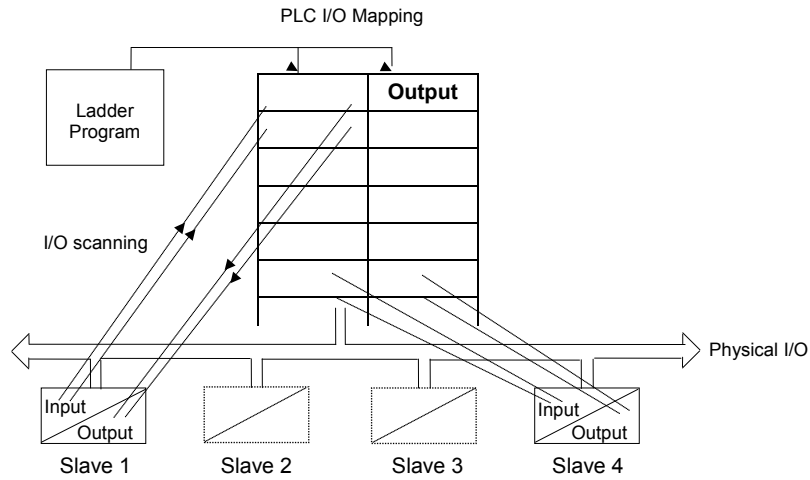 PLC I/O Mapping
Ladder
Program
Output
I/O scanning
Physical I/O
Input
Output
Input
Output
Slave 1
Slave 2
Slave 3
Slave 4